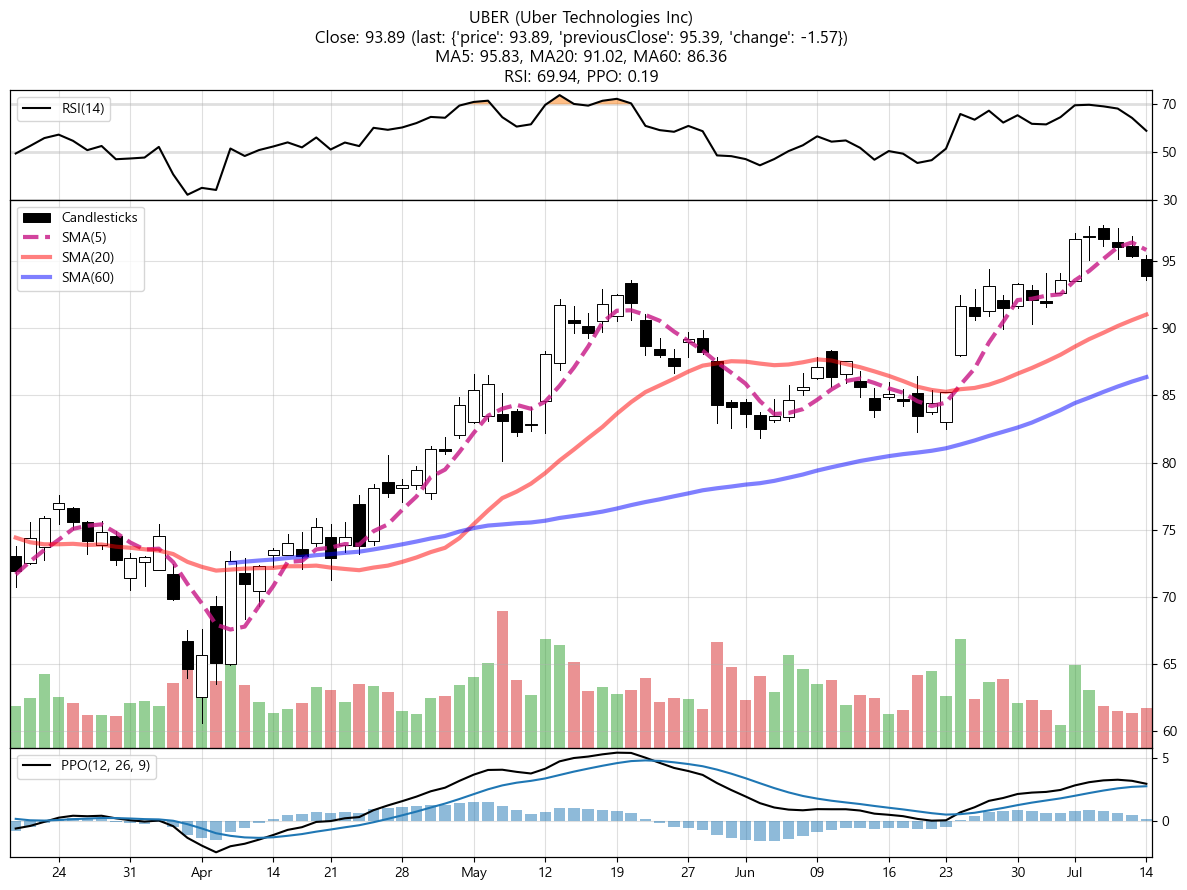 UBER (Uber Technologies Inc)
Close: 93.89 (last: {'price': 93.89, 'previousClose': 95.39, 'change': -1.57})
MA5: 95.83, MA20: 91.02, MA60: 86.36
RSI: 69.94, PPO: 0.19
RSI(14)
70
50
30
Candlesticks
SMA(5)
SMA(20)
SMA(60)
95
90
85
80
75
70
65
60
PPO(12, 26, 9)
5
0
24 31 Apr 14 21 28 May 12 19 27 Jun 09 16 23 30 Jul 14